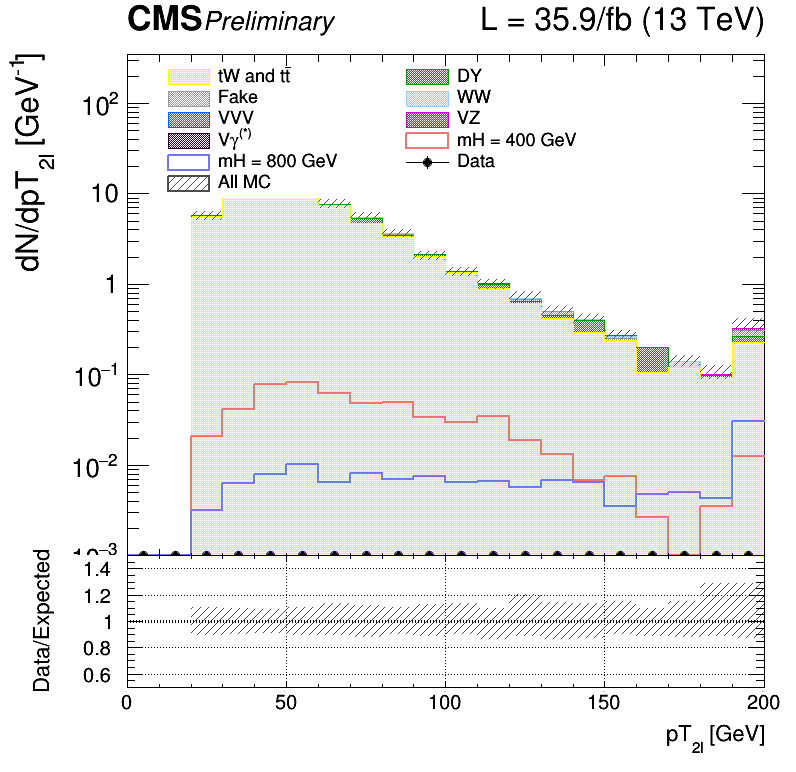 CMS Preliminary L = 35.9/fb (13 TeV)
dN/dpT_2l [GeV⁻¹]
tW and tt̄ DY
Fake WW
VVV VZ
Vγ(*) mH = 400 GeV
mH = 800 GeV Data
All MC
10²
10
1
10⁻¹
10⁻²
10⁻³
Data/Expected
1.4
1.2
1
0.8
0.6
0 50 100 150 200
pT_2l [GeV]